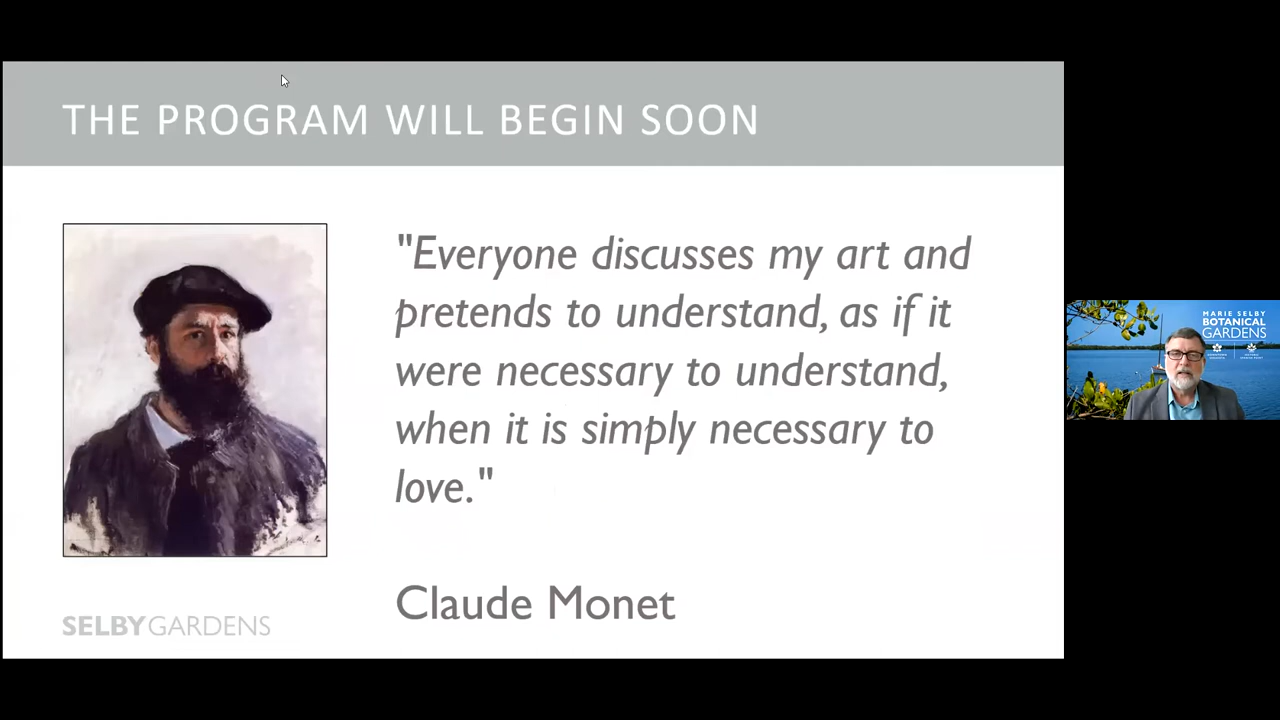 THE PROGRAM WILL BEGIN SOON
"Everyone discusses my art and
pretends to understand, as if it
were necessary to understand,
when it is simply necessary to
love."
Claude Monet
SELBYGARDENS
MARIE SELBY
BOTANICAL
GARDENS